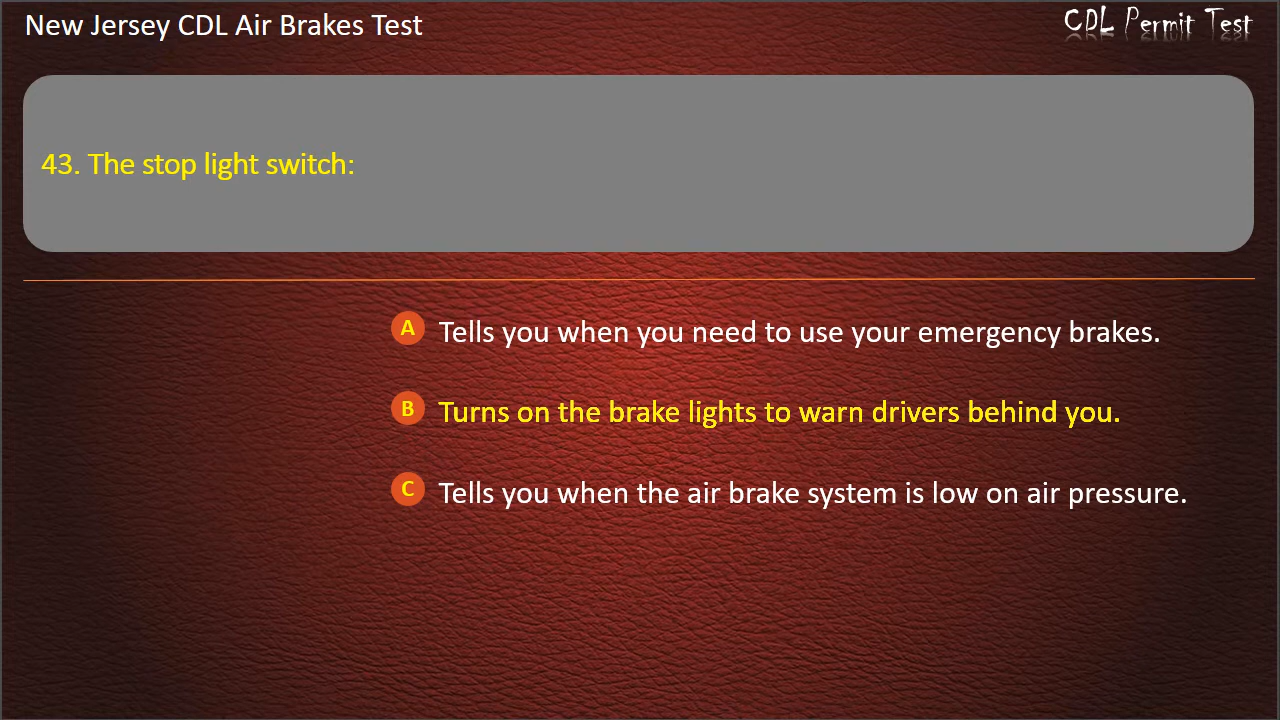 New Jersey CDL Air Brakes Test
CDL Permit Test
43. The stop light switch:
A Tells you when you need to use your emergency brakes.
B Turns on the brake lights to warn drivers behind you.
C Tells you when the air brake system is low on air pressure.